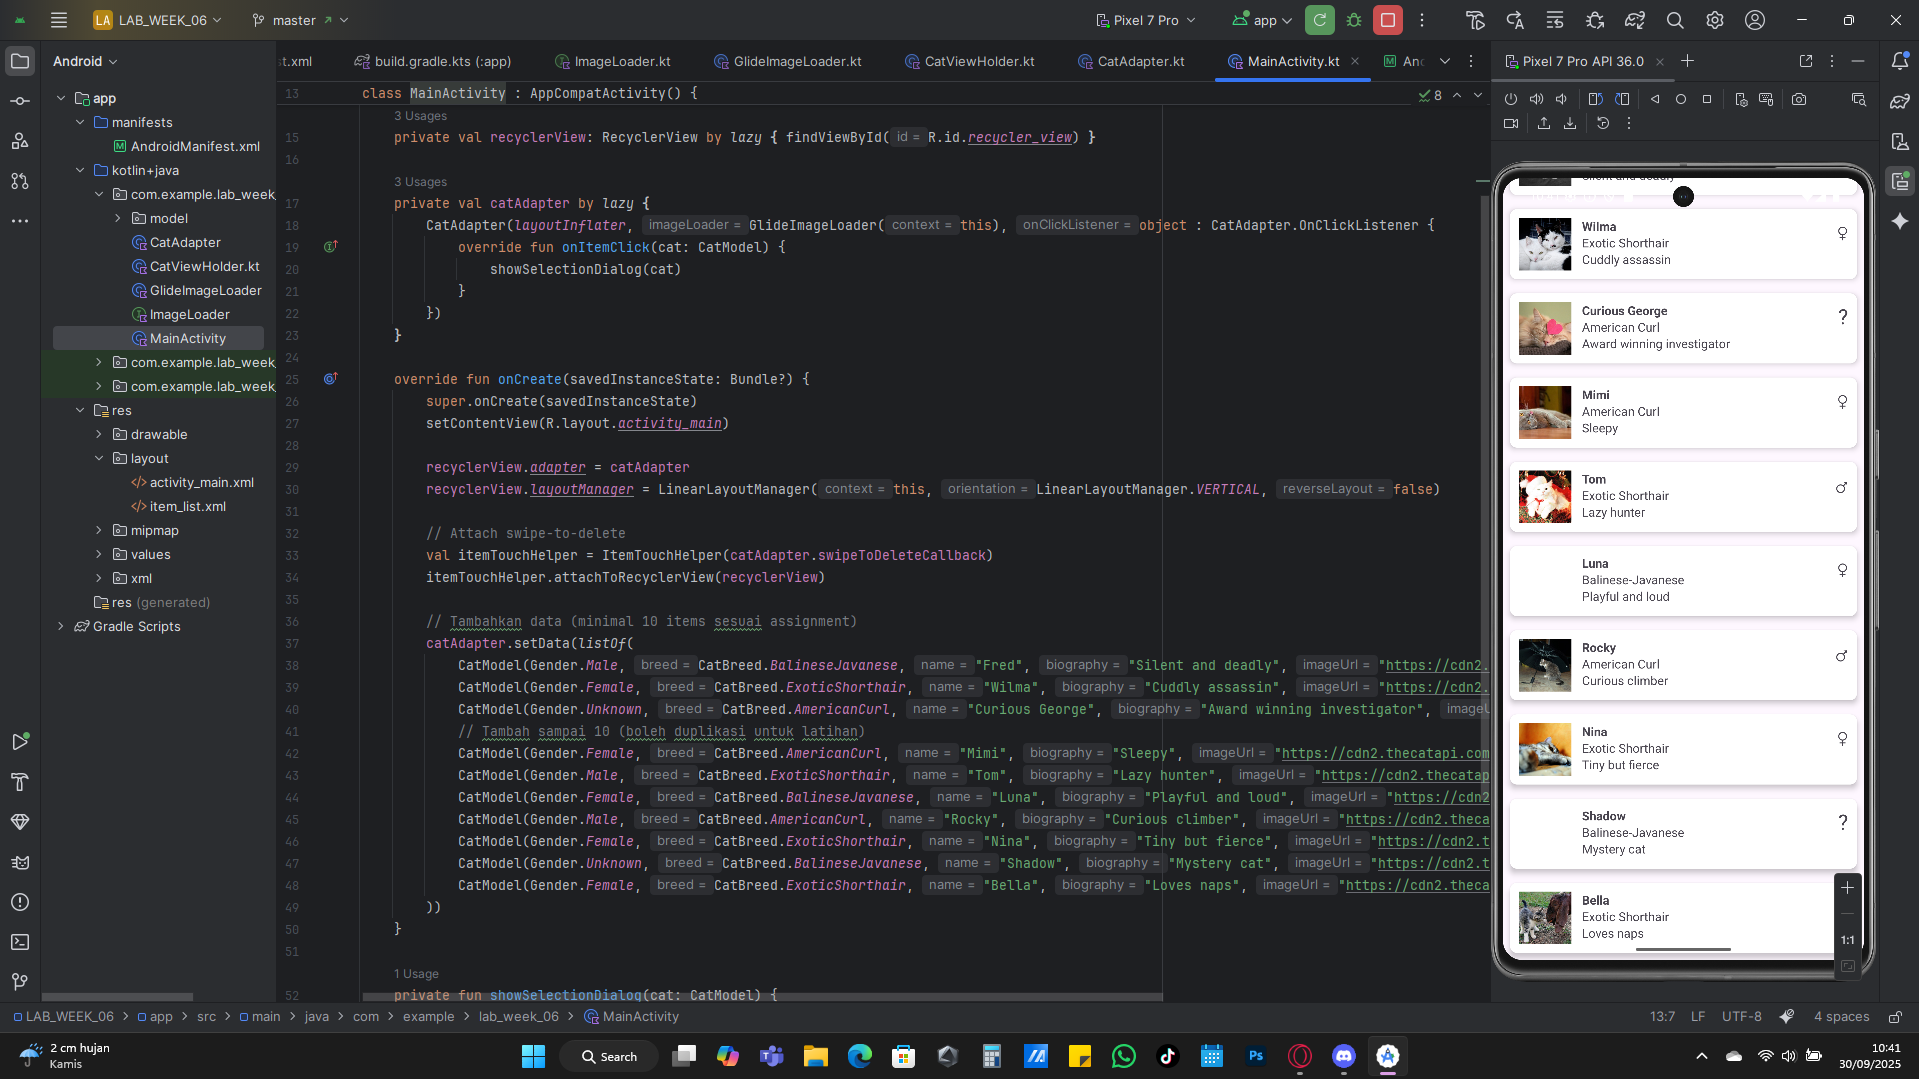 LA LAB_WEEK_06
master
Pixel 7 Pro
app
Android
t.xml
build.gradle.kts (:app)
ImageLoader.kt
GlideImageLoader.kt
CatViewHolder.kt
CatAdapter.kt
MainActivity.kt
Anc
Pixel 7 Pro API 36.0
app
manifests
AndroidManifest.xml
kotlin+java
com.example.lab_week_
model
CatAdapter
CatViewHolder.kt
GlideImageLoader
ImageLoader
MainActivity
com.example.lab_week_
com.example.lab_week_
res
drawable
layout
activity_main.xml
item_list.xml
mipmap
values
xml
res (generated)
Gradle Scripts
8
13 class MainActivity : AppCompatActivity() {
3 Usages
15 private val recyclerView: RecyclerView by lazy { findViewById( id = R.id.recycler_view) }
16
3 Usages
17 private val catAdapter by lazy {
18 CatAdapter(layoutInflater, imageLoader = GlideImageLoader( context = this), onClickListener = object : CatAdapter.OnClickListener {
19 override fun onItemClick(cat: CatModel) {
20 showSelectionDialog(cat)
21 }
22 })
23 }
24
25 override fun onCreate(savedInstanceState: Bundle?) {
26 super.onCreate(savedInstanceState)
27 setContentView(R.layout.activity_main)
28
29 recyclerView.adapter = catAdapter
30 recyclerView.layoutManager = LinearLayoutManager( context = this, orientation = LinearLayoutManager.VERTICAL, reverseLayout = false)
31
32 // Attach swipe-to-delete
33 val itemTouchHelper = ItemTouchHelper(catAdapter.swipeToDeleteCallback)
34 itemTouchHelper.attachToRecyclerView(recyclerView)
35
36 // Tambahkan data (minimal 10 items sesuai assignment)
37 catAdapter.setData(listOf(
38 CatModel(Gender.Male, breed = CatBreed.BalineseJavanese, name = "Fred", biography = "Silent and deadly", imageUrl = "https://cdn2.
39 CatModel(Gender.Female, breed = CatBreed.ExoticShorthair, name = "Wilma", biography = "Cuddly assassin", imageUrl = "https://cdn2.
40 CatModel(Gender.Unknown, breed = CatBreed.AmericanCurl, name = "Curious George", biography = "Award winning investigator", imageU
41 // Tambah sampai 10 (boleh duplikasi untuk latihan)
42 CatModel(Gender.Female, breed = CatBreed.AmericanCurl, name = "Mimi", biography = "Sleepy", imageUrl = "https://cdn2.thecatapi.com
43 CatModel(Gender.Male, breed = CatBreed.ExoticShorthair, name = "Tom", biography = "Lazy hunter", imageUrl = "https://cdn2.thecatap
44 CatModel(Gender.Female, breed = CatBreed.BalineseJavanese, name = "Luna", biography = "Playful and loud", imageUrl = "https://cdn2
45 CatModel(Gender.Male, breed = CatBreed.AmericanCurl, name = "Rocky", biography = "Curious climber", imageUrl = "https://cdn2.theca
46 CatModel(Gender.Female, breed = CatBreed.ExoticShorthair, name = "Nina", biography = "Tiny but fierce", imageUrl = "https://cdn2.t
47 CatModel(Gender.Unknown, breed = CatBreed.BalineseJavanese, name = "Shadow", biography = "Mystery cat", imageUrl = "https://cdn2.t
48 CatModel(Gender.Female, breed = CatBreed.ExoticShorthair, name = "Bella", biography = "Loves naps", imageUrl = "https://cdn2.theca
49 ))
50 }
51
1 Usage
52 private fun showSelectionDialog(cat: CatModel) {
Silent and deadly
Wilma
Exotic Shorthair
Cuddly assassin
♀
Curious George
American Curl
Award winning investigator
?
Mimi
American Curl
Sleepy
♀
Tom
Exotic Shorthair
Lazy hunter
♂
Luna
Balinese-Javanese
Playful and loud
♀
Rocky
American Curl
Curious climber
♂
Nina
Exotic Shorthair
Tiny but fierce
♀
Shadow
Balinese-Javanese
Mystery cat
?
Bella
Exotic Shorthair
Loves naps
1:1
LAB_WEEK_06 > app > src > main > java > com > example > lab_week_06 > MainActivity
13:7 LF UTF-8 4 spaces
2 cm hujan
Kamis
Search
Ps
10:41
30/09/2025